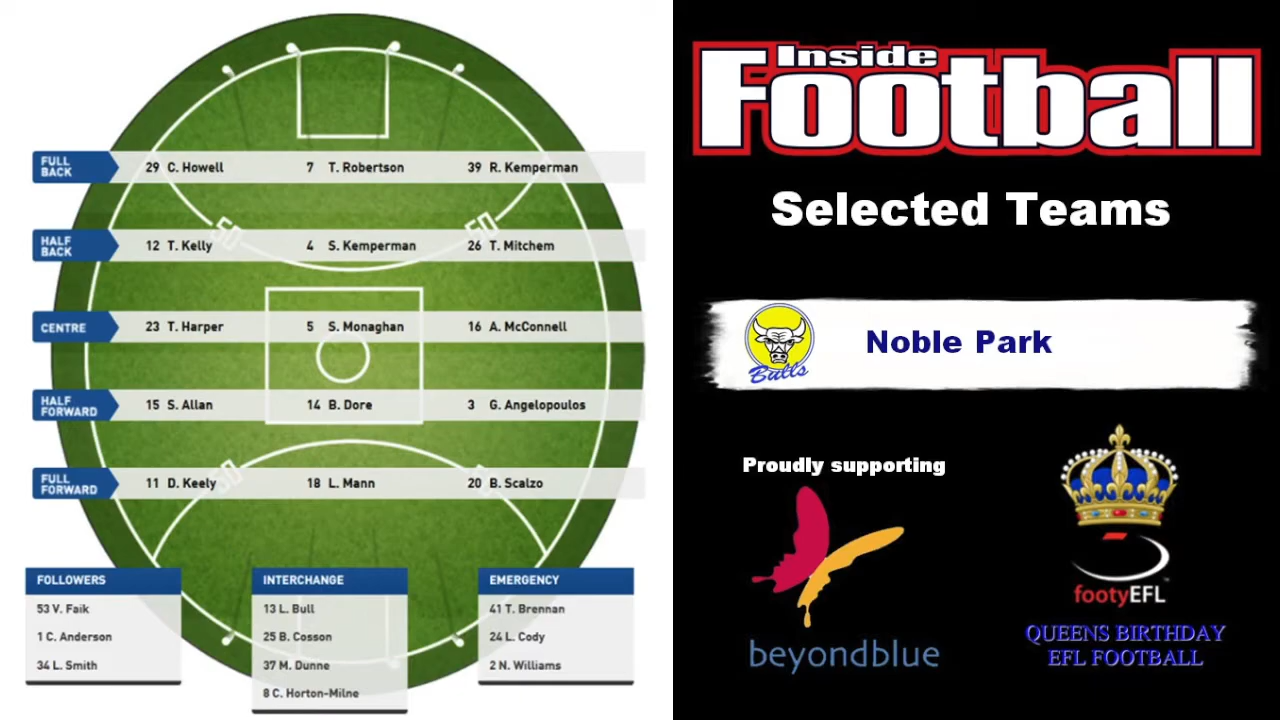 FULL BACK 29 C. Howell 7 T. Robertson 39 R. Kemperman
50 50
HALF BACK 12 T. Kelly 4 S. Kemperman 26 T. Mitchem
CENTRE 23 T. Harper 5 S. Monaghan 16 A. McConnell
HALF FORWARD 15 S. Allan 14 B. Dore 3 G. Angelopoulos
FULL FORWARD 11 D. Keely 18 L. Mann 20 B. Scalzo
50 50
FOLLOWERS
53 V. Faik
1 C. Anderson
34 L. Smith
INTERCHANGE
13 L. Bull
25 B. Cosson
37 M. Dunne
8 C. Horton-Milne
EMERGENCY
41 T. Brennan
24 L. Cody
2 N. Williams
Inside
Football
Selected Teams
Bulls
Noble Park
Proudly supporting
beyondblue
footyEFL
QUEENS BIRTHDAY
EFL FOOTBALL